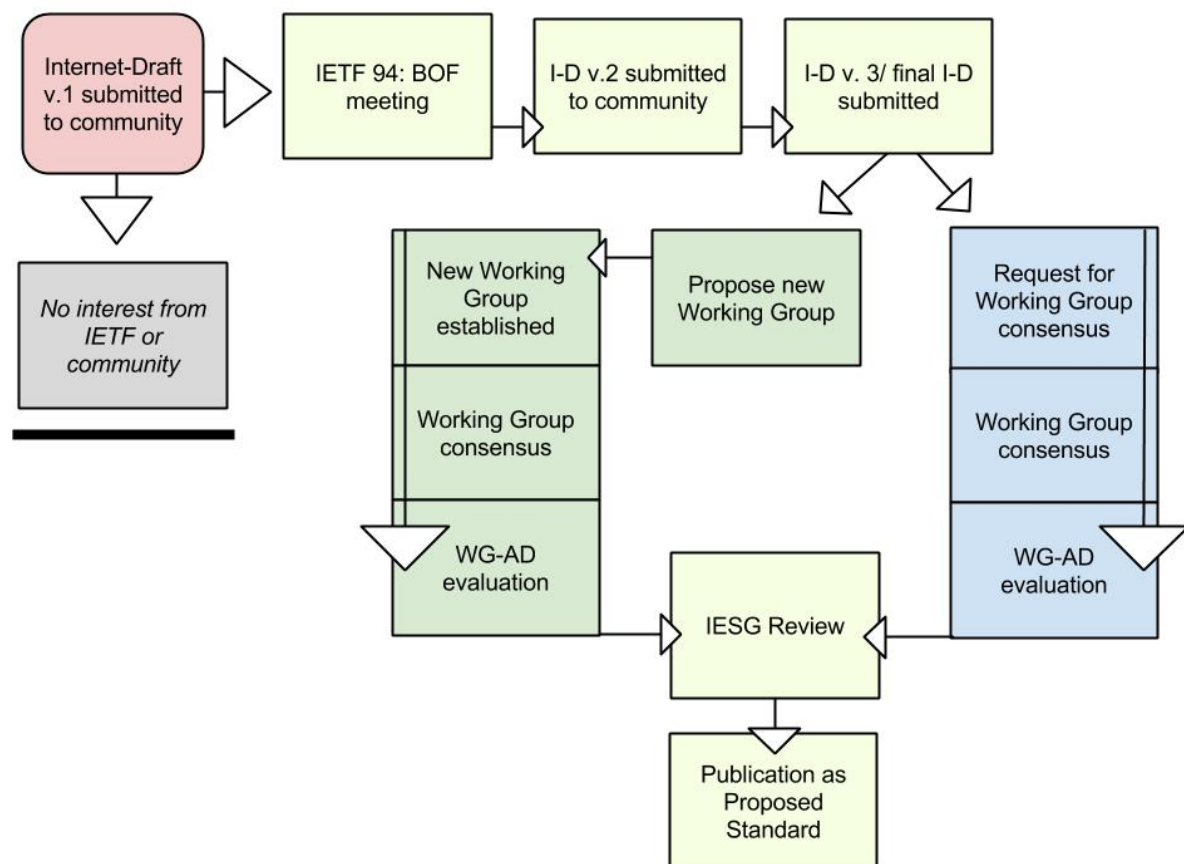 Internet-Draft
v.1 submitted
to community
IETF 94: BOF
meeting
I-D v.2 submitted
to community
I-D v. 3/ final I-D
submitted
No interest from
IETF or
community
New Working
Group
established
Propose new
Working Group
Request for
Working Group
consensus
Working Group
consensus
Working Group
consensus
WG-AD
evaluation
WG-AD
evaluation
IESG Review
Publication as
Proposed
Standard